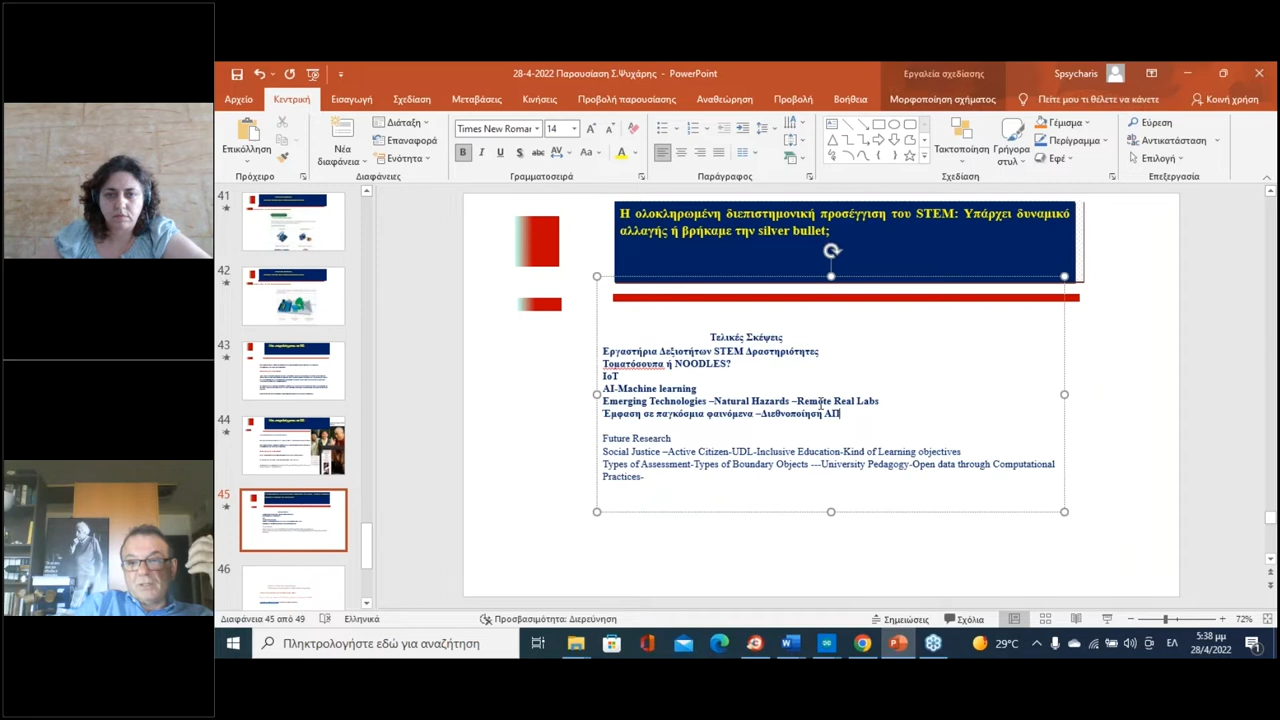 28-4-2022 Παρουσίαση Σ.Ψυχάρης - PowerPoint
Εργαλεία σχεδίασης
Spsycharis
Αρχείο Κεντρική Εισαγωγή Σχεδίαση Μεταβάσεις Κινήσεις Προβολή παρουσίασης Αναθεώρηση Προβολή Βοήθεια Μορφοποίηση σχήματος Πείτε μου τι θέλετε να κάνετε Κοινή χρήση
Επικόλληση
Νέα διαφάνεια
Διάταξη
Επαναφορά
Ενότητα
Times New Roma 14
B I U S abc AV Aa
Τακτοποίηση
Γρήγορα στυλ
Γέμισμα
Περίγραμμα
Εφέ
Εύρεση
Αντικατάσταση
Επιλογή
Πρόχειρο Διαφάνειες Γραμματοσειρά Παράγραφος Σχεδίαση Επεξεργασία
41
42
43
44
45
46
Η ολοκληρωμένη διεπιστημονική προσέγγιση του STEM: Υπάρχει δυναμικό
αλλαγής ή βρήκαμε την silver bullet;
Τελικές Σκέψεις
Εργαστήρια Δεξιοτήτων STEM Δραστηριότητες
Τοματόσουπα ή NOODLES?
IoT
AI-Machine learning
Emerging Technologies –Natural Hazards –Remote Real Labs
Έμφαση σε παγκόσμια φαινόμενα –Διεθνοποίηση ΑΠ
Future Research
Social Justice –Active Citizen-UDL-Inclusive Education-Kind of Learning objectives
Types of Assessment-Types of Boundary Objects ---University Pedagogy-Open data through Computational
Practices-
Διαφάνεια 45 από 49 Ελληνικά Προσβασιμότητα: Διερεύνηση Σημειώσεις Σχόλια 72%
Πληκτρολογήστε εδώ για αναζήτηση
29°C ΕΛ 5:38 μμ
28/4/2022